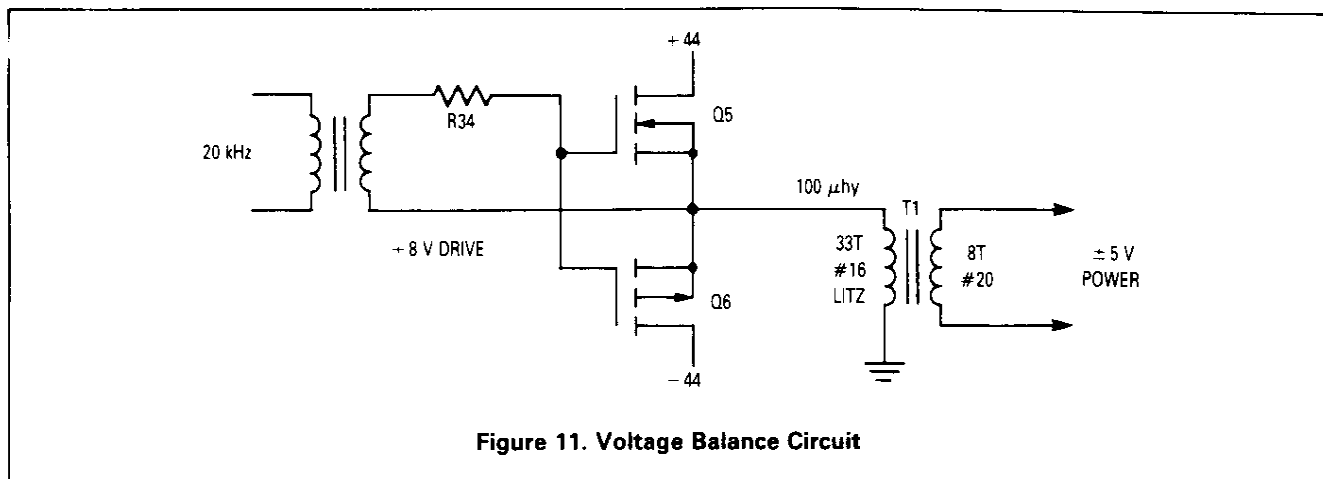 + 44
Q5
R34
20 kHz
100 μhy
T1
+ 8 V DRIVE
33T
#16
LITZ
8T
#20
± 5 V
POWER
Q6
– 44
Figure 11. Voltage Balance Circuit